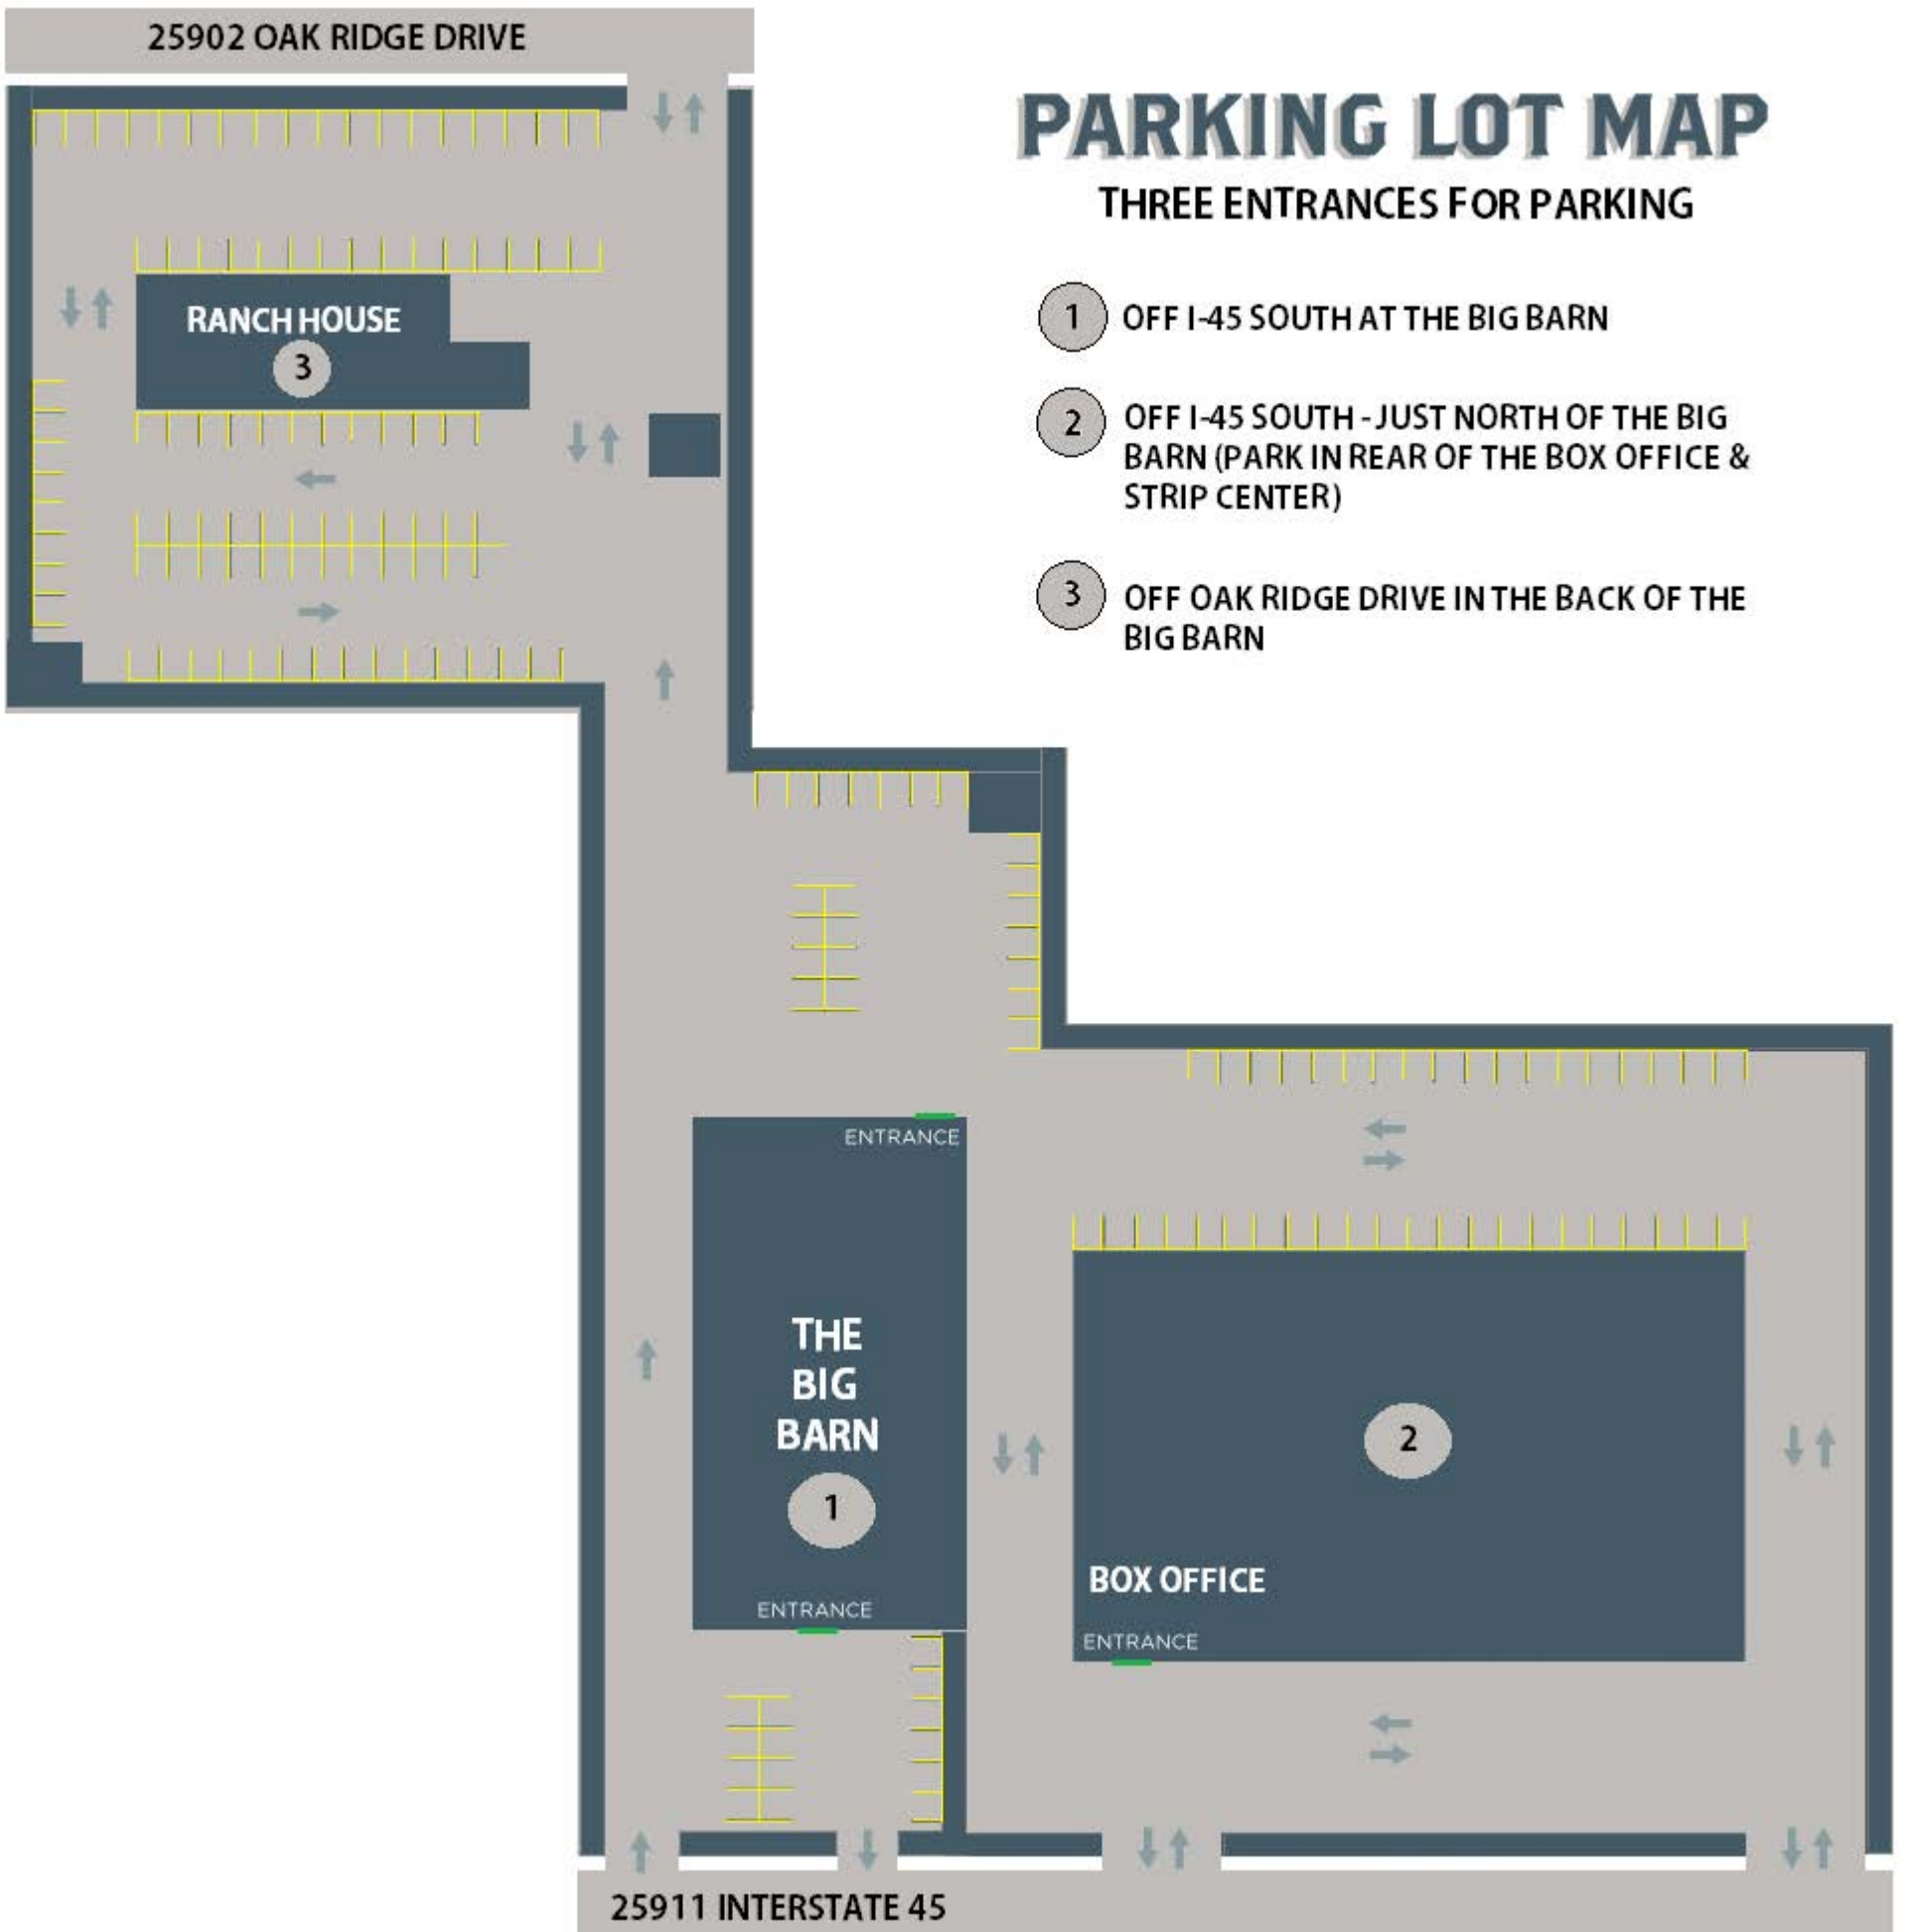 25902 OAK RIDGE DRIVE
PARKING LOT MAP
THREE ENTRANCES FOR PARKING
1 OFF I-45 SOUTH AT THE BIG BARN
2 OFF I-45 SOUTH - JUST NORTH OF THE BIG
BARN (PARK IN REAR OF THE BOX OFFICE &
STRIP CENTER)
3 OFF OAK RIDGE DRIVE IN THE BACK OF THE
BIG BARN
RANCH HOUSE
3
ENTRANCE
THE
BIG
BARN
1
ENTRANCE
2
BOX OFFICE
ENTRANCE
25911 INTERSTATE 45